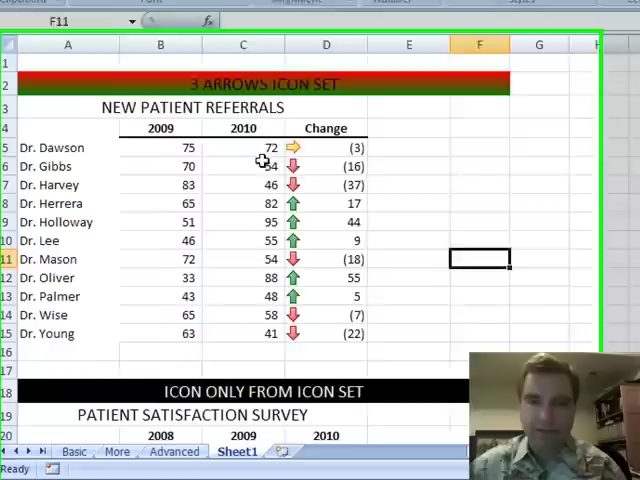 F11 fx
A B C D E F G H
1
2 3 ARROWS ICON SET
3 NEW PATIENT REFERRALS
4 2009 2010 Change
5 Dr. Dawson 75 72 (3)
6 Dr. Gibbs 70 54 (16)
7 Dr. Harvey 83 46 (37)
8 Dr. Herrera 65 82 17
9 Dr. Holloway 51 95 44
10 Dr. Lee 46 55 9
11 Dr. Mason 72 54 (18)
12 Dr. Oliver 33 88 55
13 Dr. Palmer 43 48 5
14 Dr. Wise 65 58 (7)
15 Dr. Young 63 41 (22)
16
17
18 ICON ONLY FROM ICON SET
19 PATIENT SATISFACTION SURVEY
20 2008 2009 2010
Basic More Advanced Sheet1
Ready